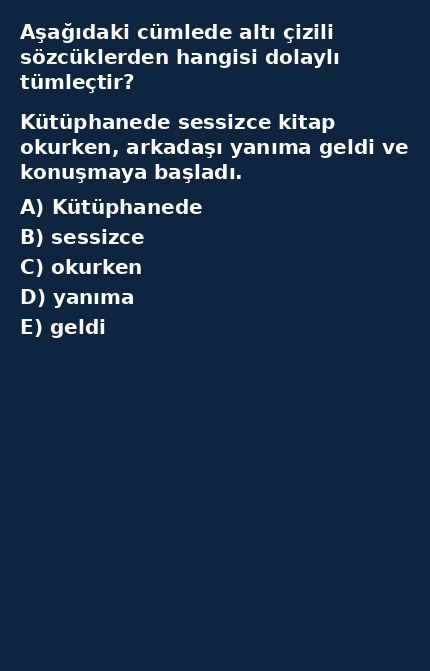 Aşağıdaki cümlede altı çizili
sözcüklerden hangisi dolaylı
tümleçtir?
Kütüphanede sessizce kitap
okurken, arkadaşı yanıma geldi ve
konuşmaya başladı.
A) Kütüphanede
B) sessizce
C) okurken
D) yanıma
E) geldi